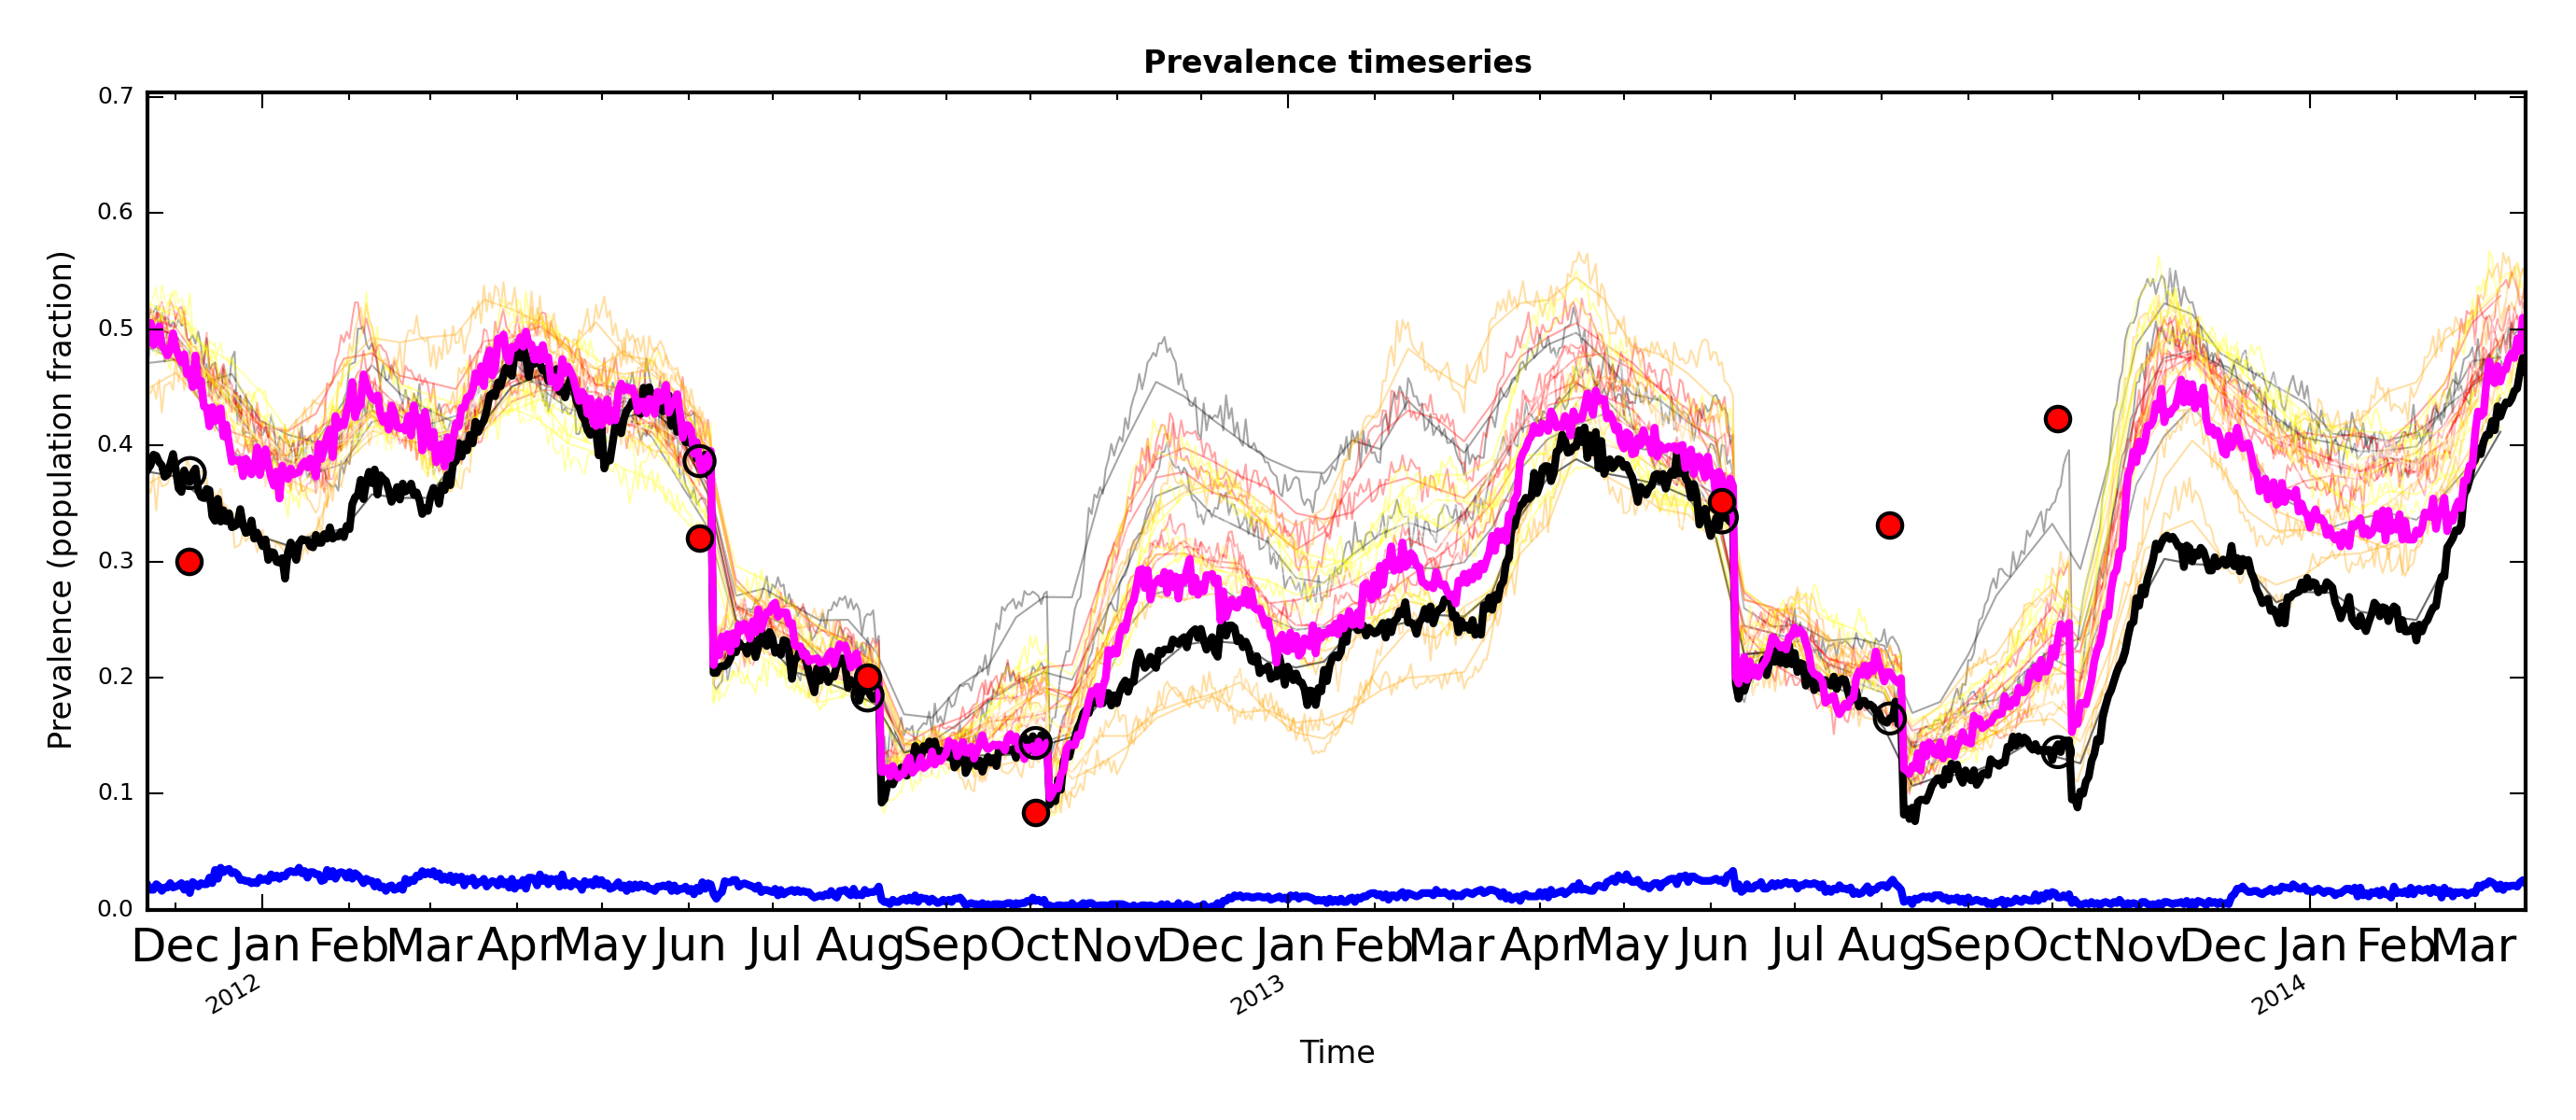 Prevalence timeseries
0.7
0.6
0.5
0.4
0.3
0.2
0.1
0.0
Prevalence (population fraction)
Dec Jan Feb Mar Apr May Jun Jul Aug Sep Oct Nov Dec Jan Feb Mar Apr May Jun Jul Aug Sep Oct Nov Dec Jan Feb Mar
2012 2013 2014
Time